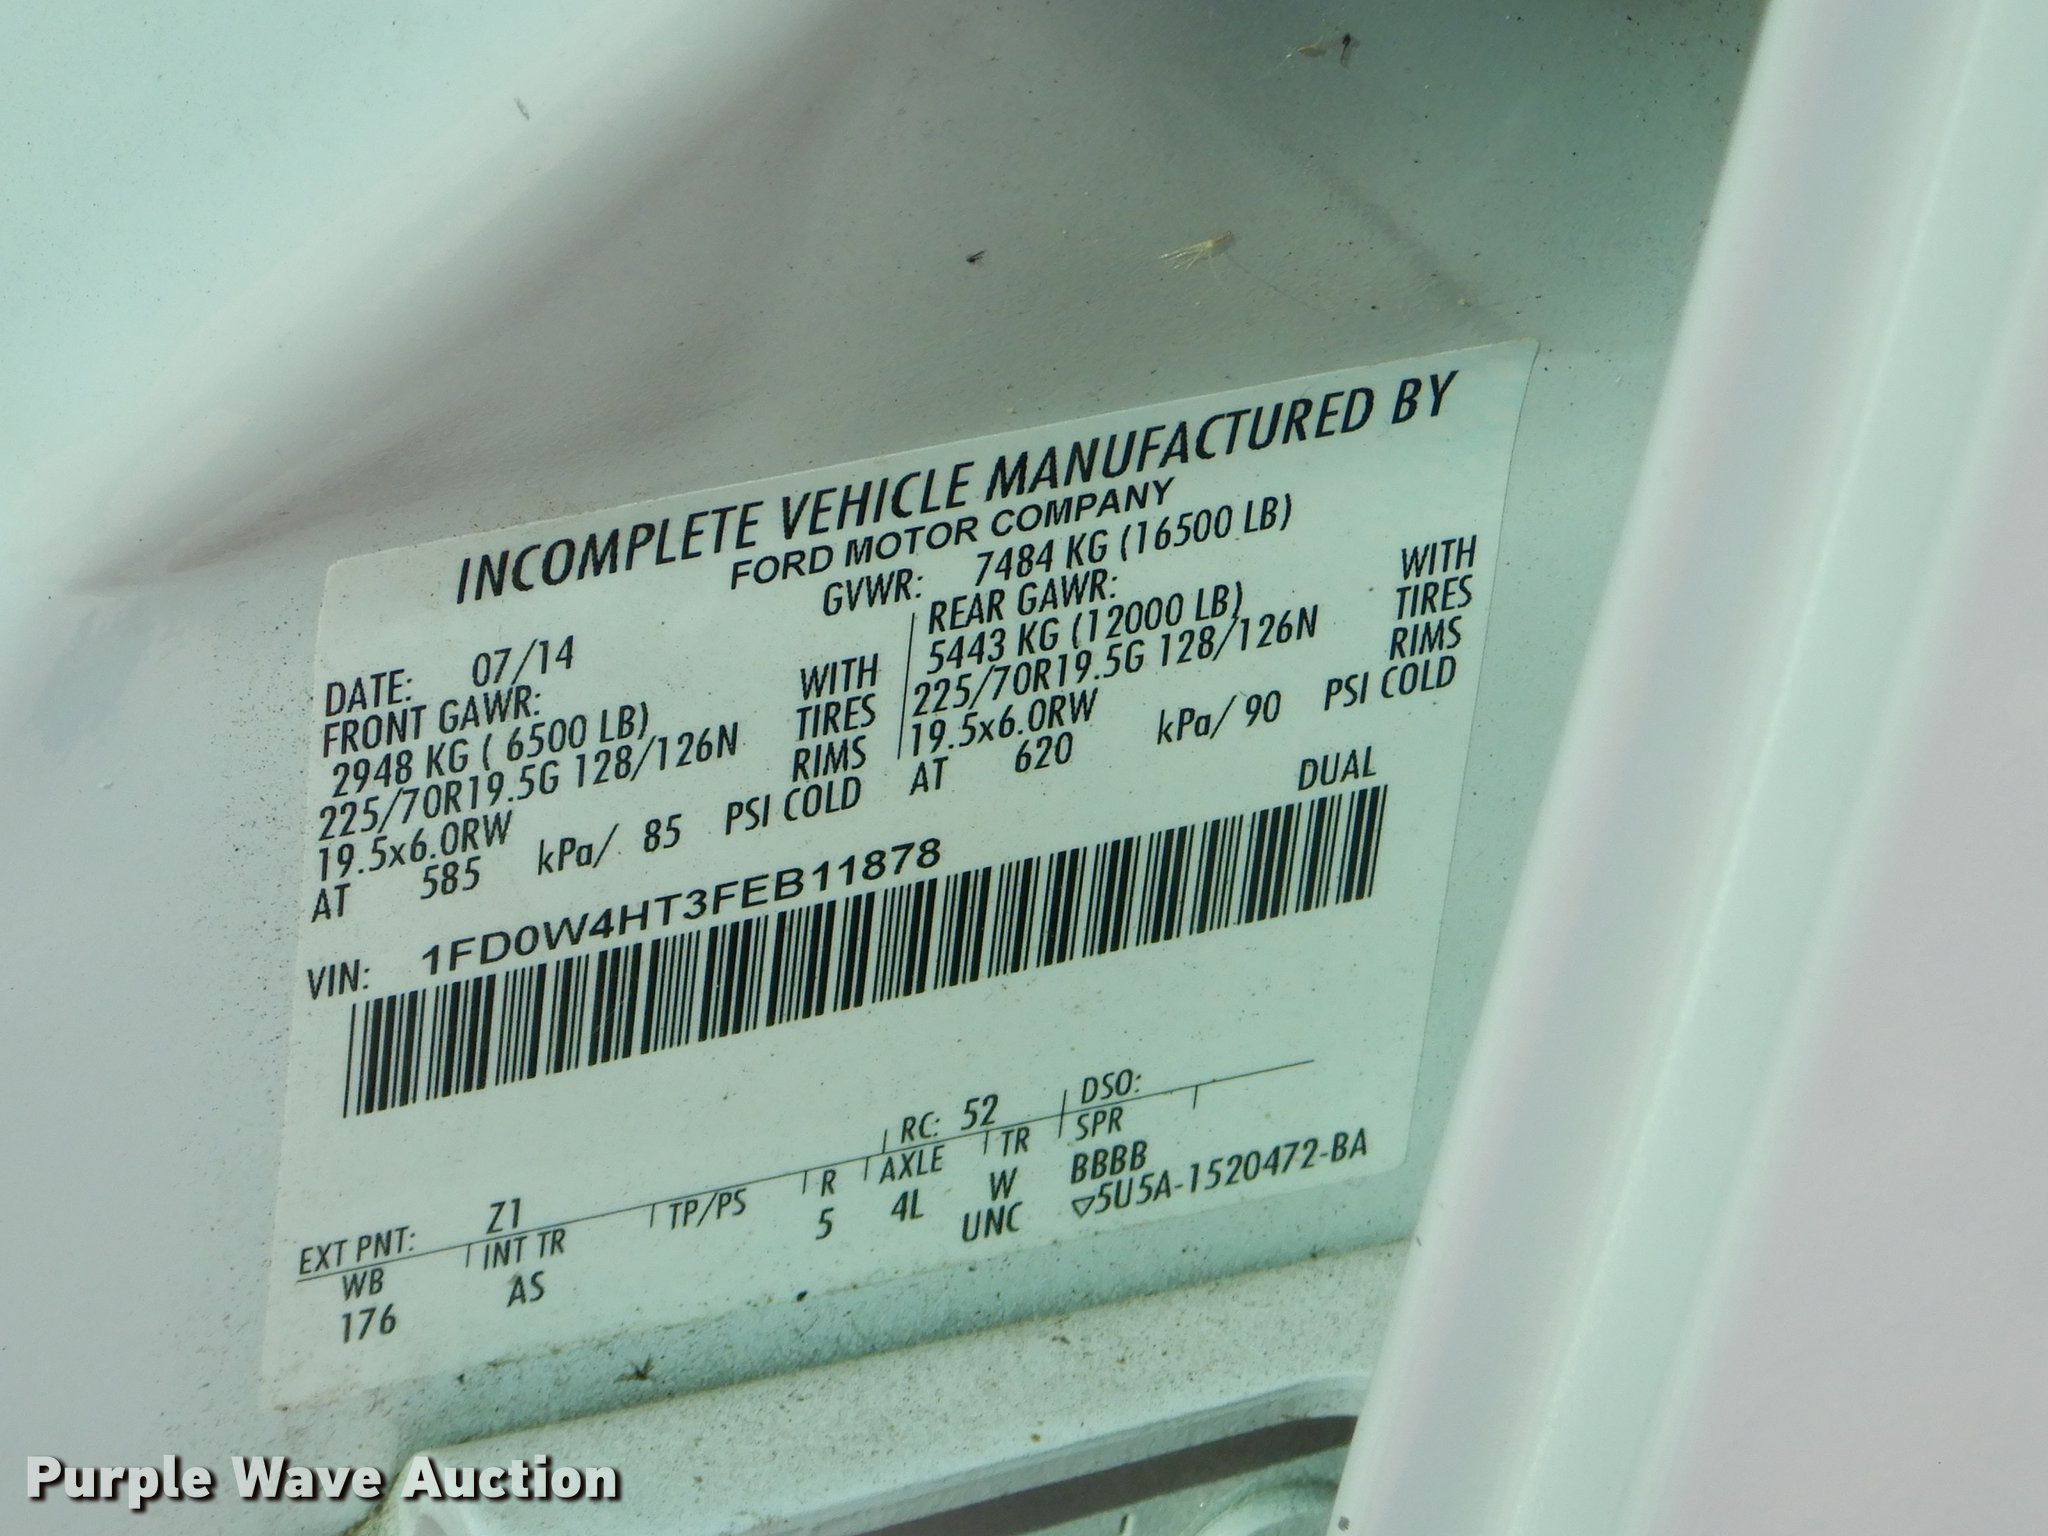 INCOMPLETE VEHICLE MANUFACTURED BY
FORD MOTOR COMPANY
GVWR: 7484 KG (16500 LB)
DATE: 07/14
FRONT GAWR:
2948 KG ( 6500 LB) WITH
225/70R19.5G 128/126N TIRES
19.5x6.0RW RIMS
AT 585 kPa/ 85 PSI COLD
REAR GAWR:
5443 KG (12000 LB) WITH
225/70R19.5G 128/126N TIRES
19.5x6.0RW RIMS
AT 620 kPa/ 90 PSI COLD
DUAL
VIN: 1FD0W4HT3FEB11878
EXT PNT: Z1 RC: 52 DSO:
WB INT TR TP/PS R AXLE TR SPR
176 AS 5 4L W BBBB
UNC ▽5U5A-1520472-BA
Purple Wave Auction